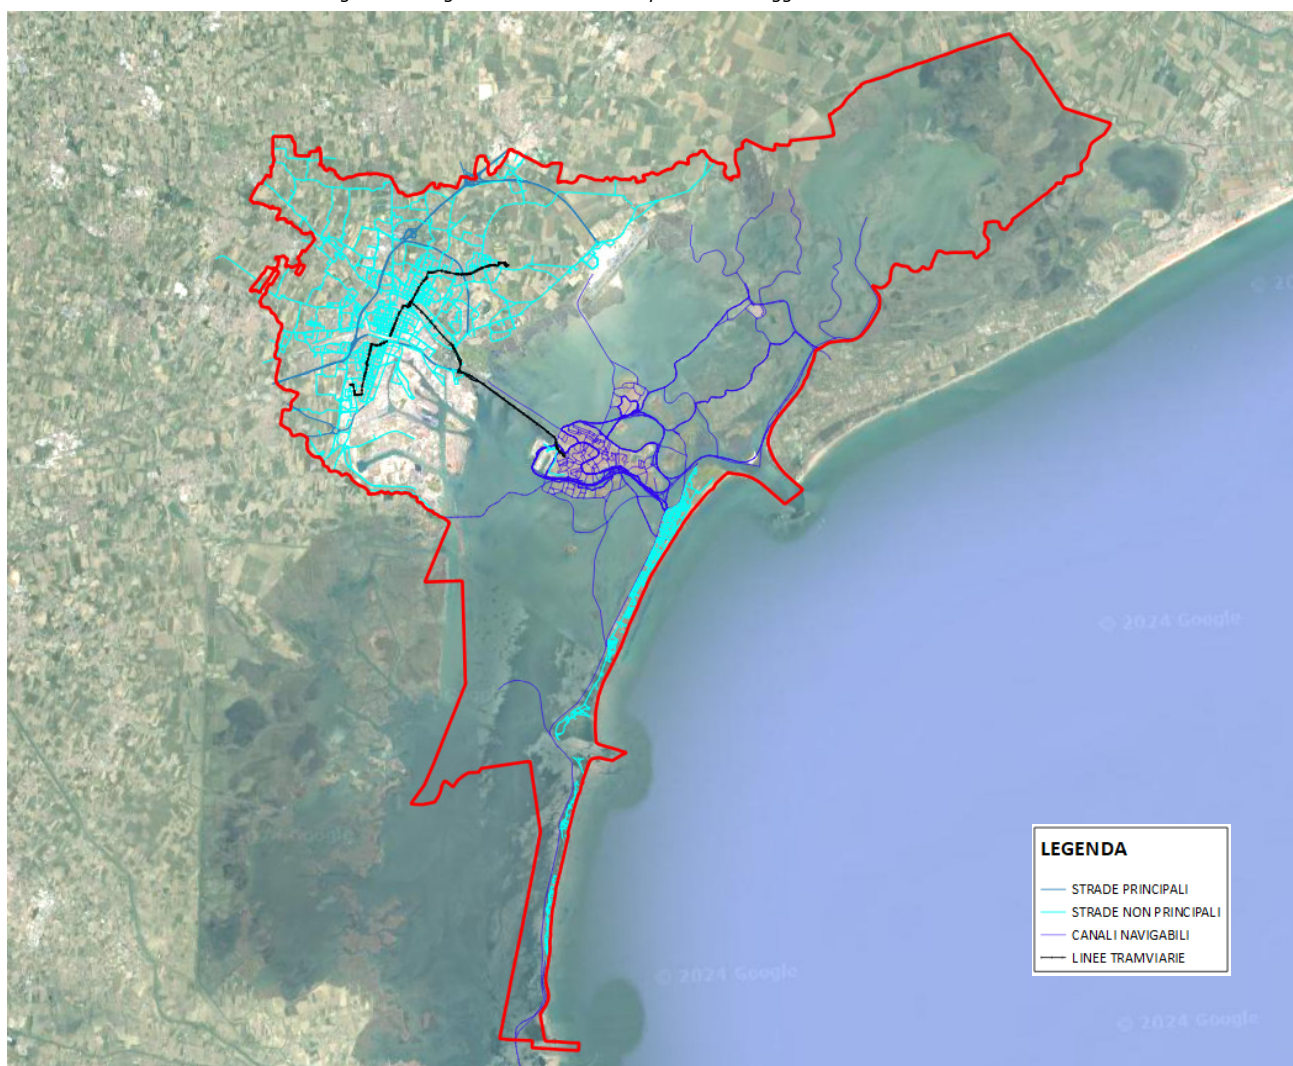 © 2024 Google
LEGENDA
STRADE PRINCIPALI
STRADE NON PRINCIPALI
CANALI NAVIGABILI
LINEE TRAMVIARIE
© 2024 Google
© 2024 Google